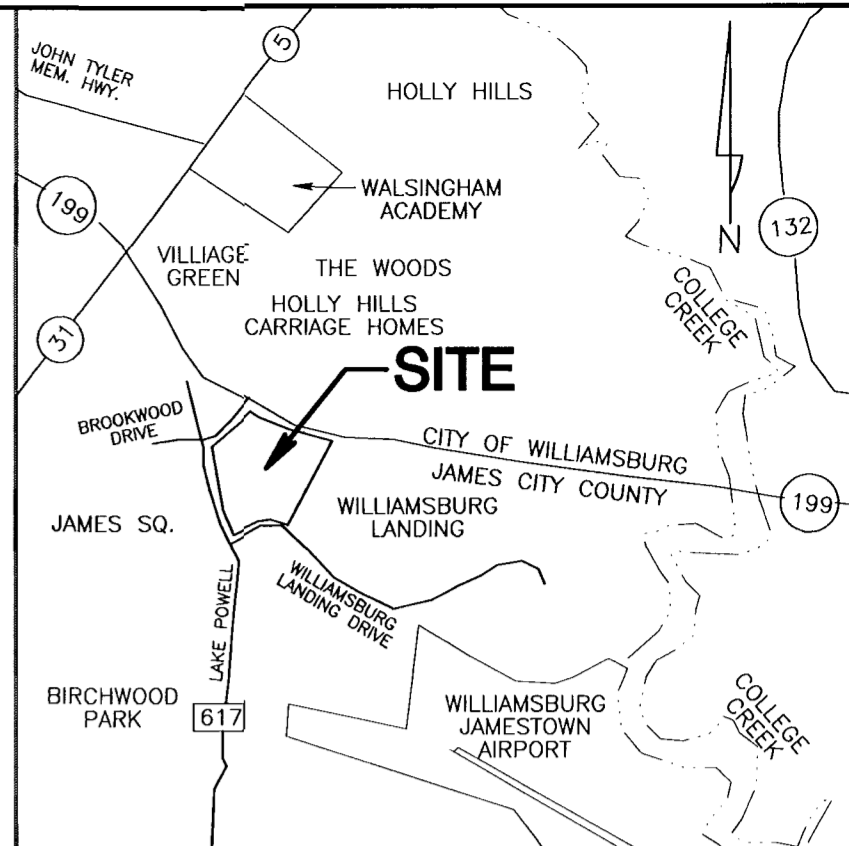 5
JOHN TYLER
MEM. HWY.
HOLLY HILLS
WALSINGHAM
ACADEMY
199
132
N
VILLIAGE
GREEN
THE WOODS
HOLLY HILLS
CARRIAGE HOMES
COLLEGE
CREEK
31
SITE
BROOKWOOD
DRIVE
CITY OF WILLIAMSBURG
JAMES CITY COUNTY
199
JAMES SQ.
WILLIAMSBURG
LANDING
WILLIAMSBURG
LANDING DRIVE
LAKE POWELL
BIRCHWOOD
PARK
617
WILLIAMSBURG
JAMESTOWN
AIRPORT
COLLEGE
CREEK